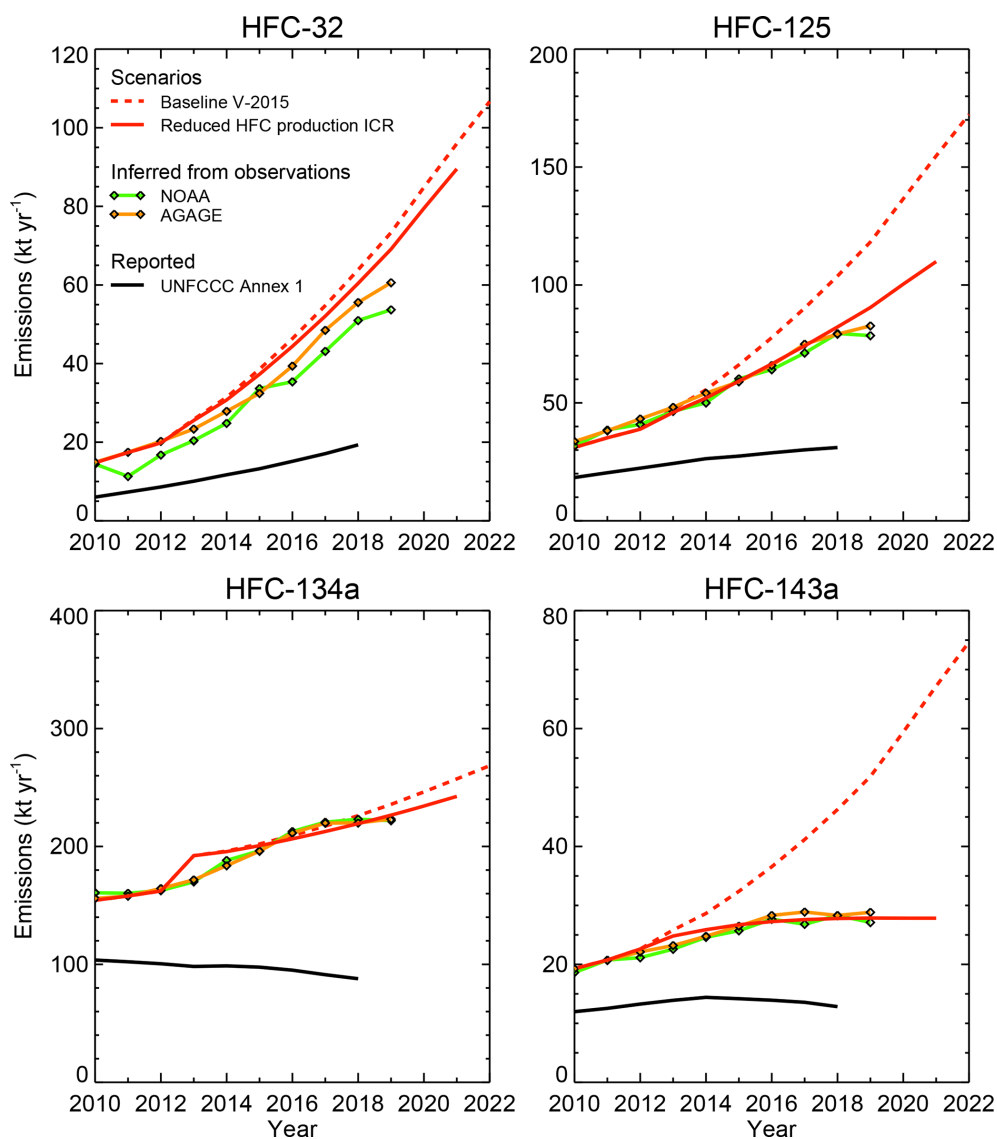 HFC-32
HFC-125
120
100
80
60
40
20
0
Emissions (kt yr-1)
Scenarios
Baseline V-2015
Reduced HFC production ICR
Inferred from observations
NOAA
AGAGE
Reported
UNFCCC Annex 1
2010 2012 2014 2016 2018 2020 2022
200
150
100
50
0
2010 2012 2014 2016 2018 2020 2022
HFC-134a
HFC-143a
400
300
200
100
0
Emissions (kt yr-1)
2010 2012 2014 2016 2018 2020 2022
Year
80
60
40
20
0
2010 2012 2014 2016 2018 2020 2022
Year